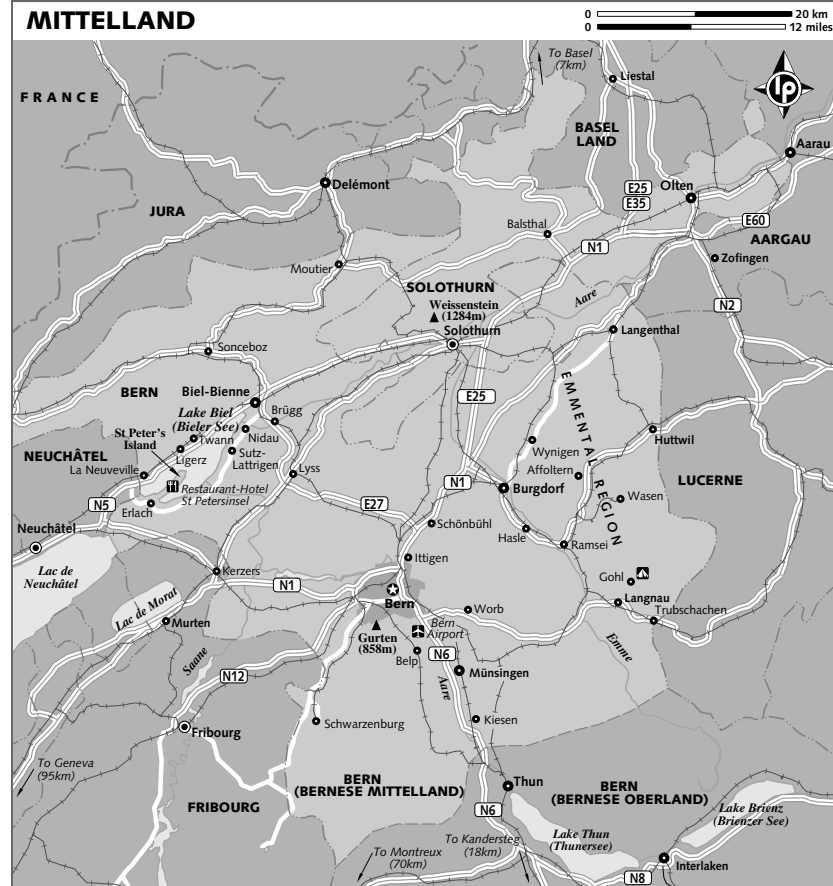 MITTELLAND
0 20 km
0 12 miles
To Basel
(7km)
Liestal
lp
FRANCE
BASEL
LAND
Aarau
Delémont
E25
Olten
E35
JURA
Balsthal
E60
N1
AARGAU
Zofingen
Moutier
SOLOTHURN
Aare
Weissenstein
(1284m)
N2
Solothurn
Langenthal
Sonceboz
BERN
Biel-Bienne
E25
EMMENTAL REGION
Lake Biel
(Bieler See)
Brügg
St Peter's
Island
Twann
Nidau
Huttwil
NEUCHÂTEL
Ligerz
Sutz-
Lattrigen
Wynigen
Affoltern
La Neuveville
Lyss
LUCERNE
Restaurant-Hotel
St Petersinsel
N1
Burgdorf
Wasen
N5
Erlach
E27
Schönbühl
Neuchâtel
Hasle
Ramsei
Ittigen
Lac de
Neuchâtel
Kerzers
Gohl
N1
Bern
Langnau
Lac de Morat
Worb
Trubschachen
Murten
Gurten
(858m)
Bern
Airport
Emme
Saane
Belp
N6
N12
Aare
Münsingen
Schwarzenburg
Kiesen
Fribourg
To Geneva
(95km)
BERN
(BERNESE MITTELLAND)
Thun
BERN
(BERNESE OBERLAND)
FRIBOURG
N6
Lake Brienz
(Brienzer See)
Lake Thun
(Thunersee)
To Montreux
(70km)
To Kandersteg
(18km)
Interlaken
N8